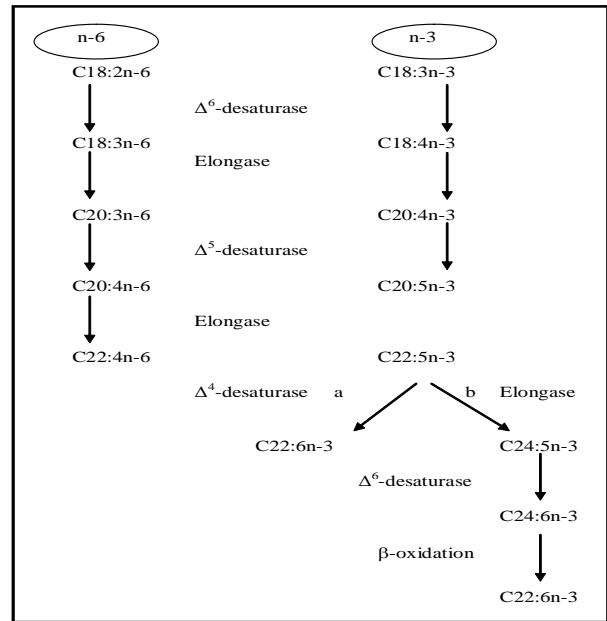 n-6 n-3
C18:2n-6 C18:3n-3
Δ⁶-desaturase
C18:3n-6 C18:4n-3
Elongase
C20:3n-6 C20:4n-3
Δ⁵-desaturase
C20:4n-6 C20:5n-3
Elongase
C22:4n-6 C22:5n-3
Δ⁴-desaturase a b Elongase
C22:6n-3 C24:5n-3
Δ⁶-desaturase
C24:6n-3
β-oxidation
C22:6n-3